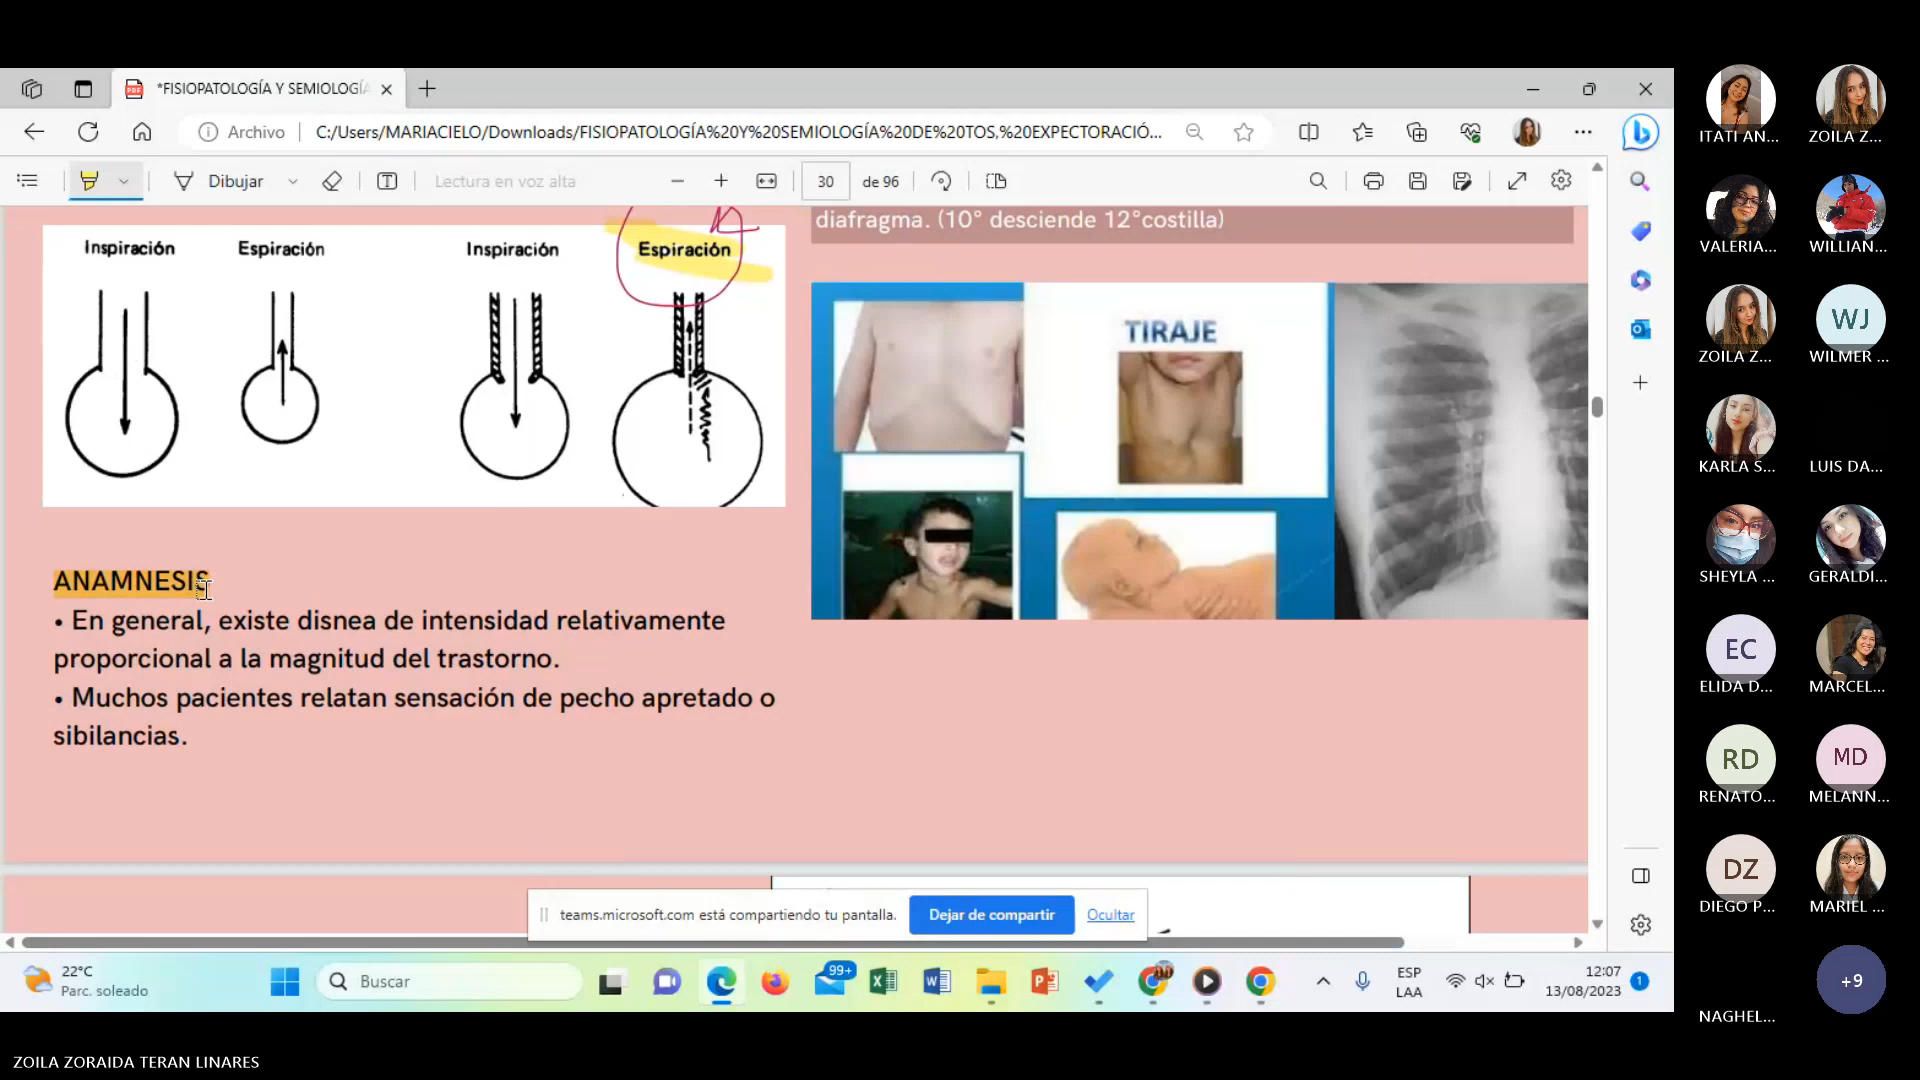 *FISIOPATOLOGÍA Y SEMIOLOGÍA
Archivo
C:/Users/MARIACIELO/Downloads/FISIOPATOLOGÍA%20Y%20SEMIOLOGÍA%20DE%20TOS,%20EXPECTORACIÓ...
Dibujar
Lectura en voz alta
30
de 96
diafragma. (10° desciende 12°costilla)
Inspiración
Espiración
Inspiración
Espiración
TIRAJE
ANAMNESIS
• En general, existe disnea de intensidad relativamente
proporcional a la magnitud del trastorno.
• Muchos pacientes relatan sensación de pecho apretado o
sibilancias.
teams.microsoft.com está compartiendo tu pantalla.
Dejar de compartir
Ocultar
22°C
Parc. soleado
Buscar
99+
ESP
LAA
12:07
13/08/2023
1
ITATI AN...
ZOILA Z...
VALERIA...
WILLIAN...
ZOILA Z...
WJ
WILMER ...
KARLA S...
LUIS DA...
SHEYLA ...
GERALDI...
EC
ELIDA D...
MARCEL...
RD
RENATO...
MD
MELANN...
DZ
DIEGO P...
MARIEL ...
NAGHEL...
+9
ZOILA ZORAIDA TERAN LINARES